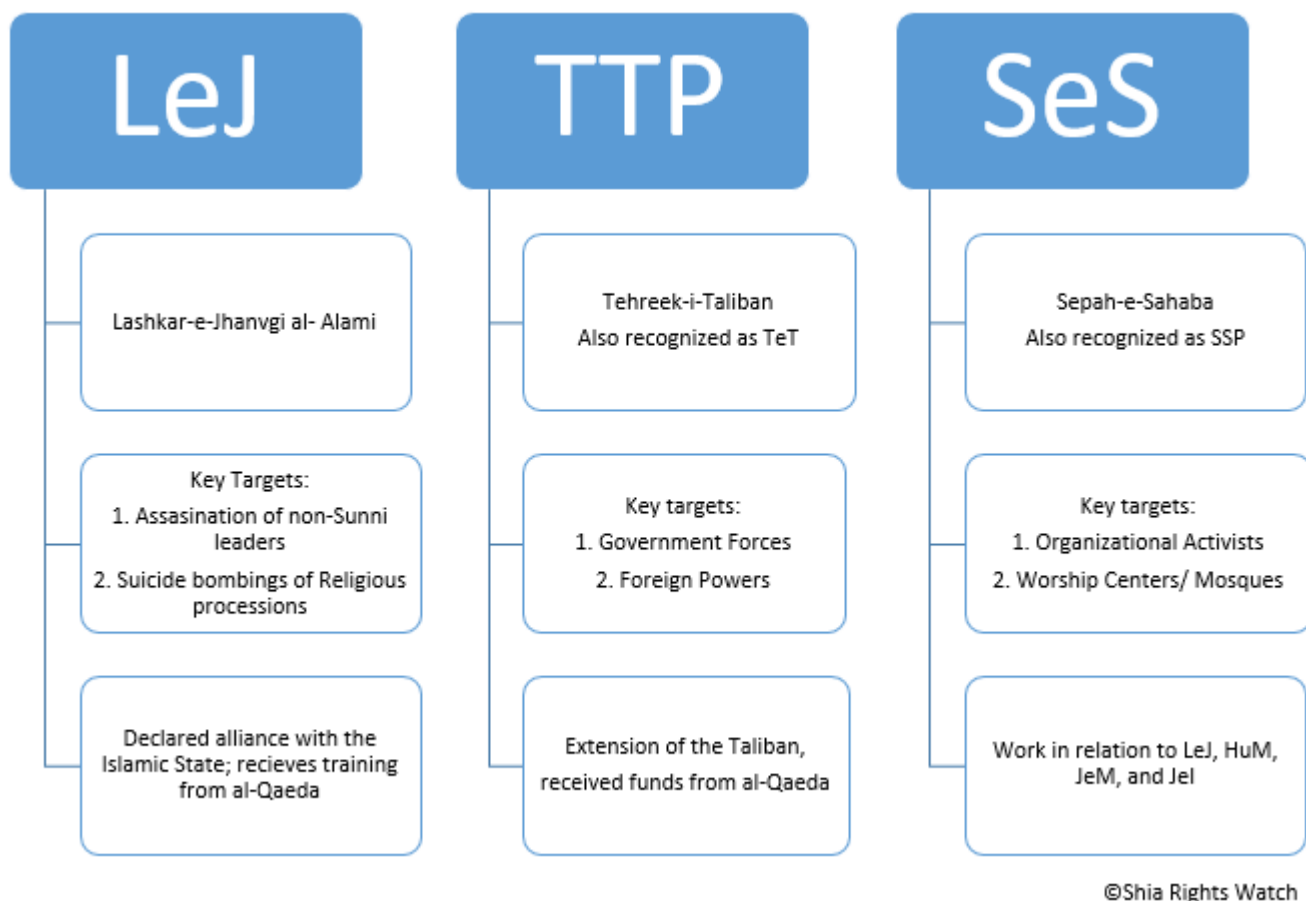 LeJ
Lashkar-e-Jhanvgi al- Alami
Key Targets:
1. Assasination of non-Sunni
leaders
2. Suicide bombings of Religious
processions
Declared alliance with the
Islamic State; recieves training
from al-Qaeda
TTP
Tehreek-i-Taliban
Also recognized as TeT
Key targets:
1. Government Forces
2. Foreign Powers
Extension of the Taliban,
received funds from al-Qaeda
SeS
Sepah-e-Sahaba
Also recognized as SSP
Key targets:
1. Organizational Activists
2. Worship Centers/ Mosques
Work in relation to LeJ, HuM,
JeM, and JeI
©Shia Rights Watch